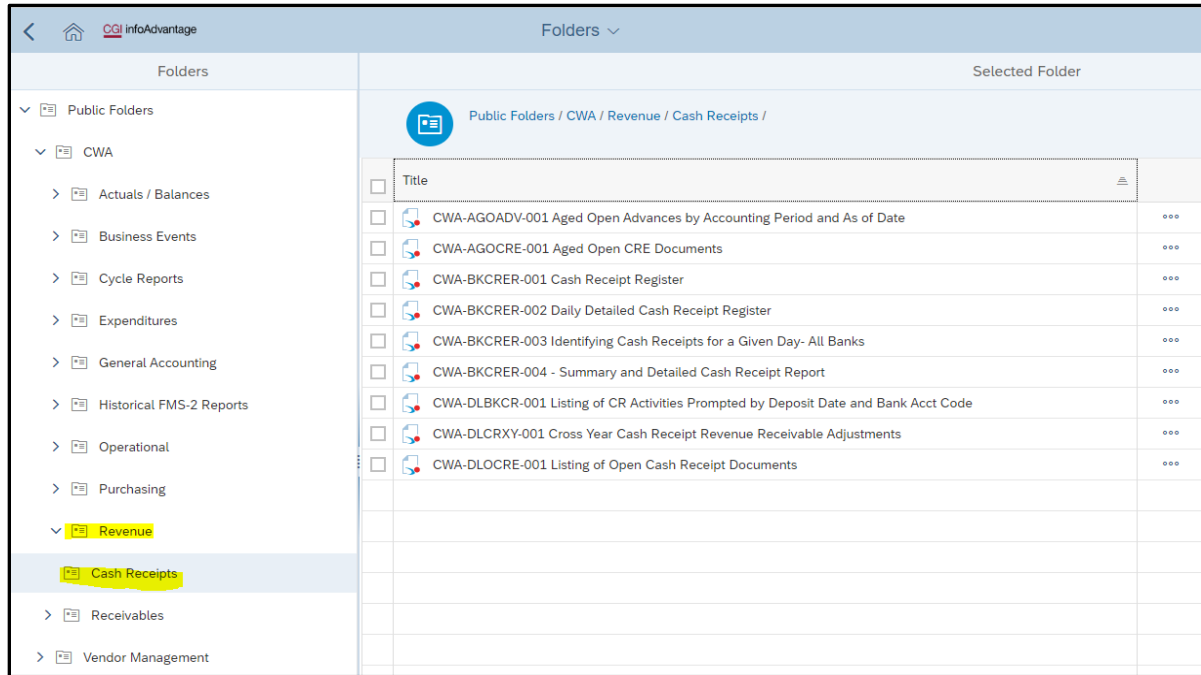 CGI infoAdvantage
Folders
Folders
Selected Folder
Public Folders
CWA
Actuals / Balances
Business Events
Cycle Reports
Expenditures
General Accounting
Historical FMS-2 Reports
Operational
Purchasing
Revenue
Cash Receipts
Receivables
Vendor Management
Public Folders / CWA / Revenue / Cash Receipts /
Title
CWA-AGOADV-001 Aged Open Advances by Accounting Period and As of Date
CWA-AGOCRE-001 Aged Open CRE Documents
CWA-BKCRER-001 Cash Receipt Register
CWA-BKCRER-002 Daily Detailed Cash Receipt Register
CWA-BKCRER-003 Identifying Cash Receipts for a Given Day- All Banks
CWA-BKCRER-004 - Summary and Detailed Cash Receipt Report
CWA-DLBKCR-001 Listing of CR Activities Prompted by Deposit Date and Bank Acct Code
CWA-DLCRXY-001 Cross Year Cash Receipt Revenue Receivable Adjustments
CWA-DLOCRE-001 Listing of Open Cash Receipt Documents